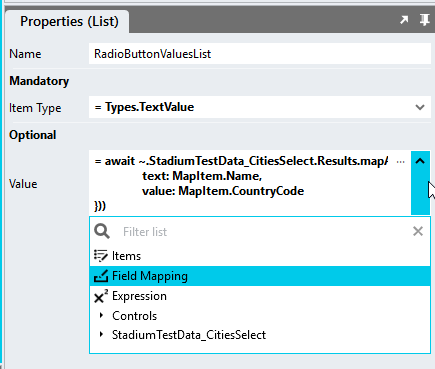 Properties (List)
Name RadioButtonValuesList
Mandatory
Item Type = Types.TextValue
Optional
Value = await ~.StadiumTestData_CitiesSelect.Results.mapA ...
text: MapItem.Name,
value: MapItem.CountryCode
}))
Filter list
Items
Field Mapping
Expression
Controls
StadiumTestData_CitiesSelect